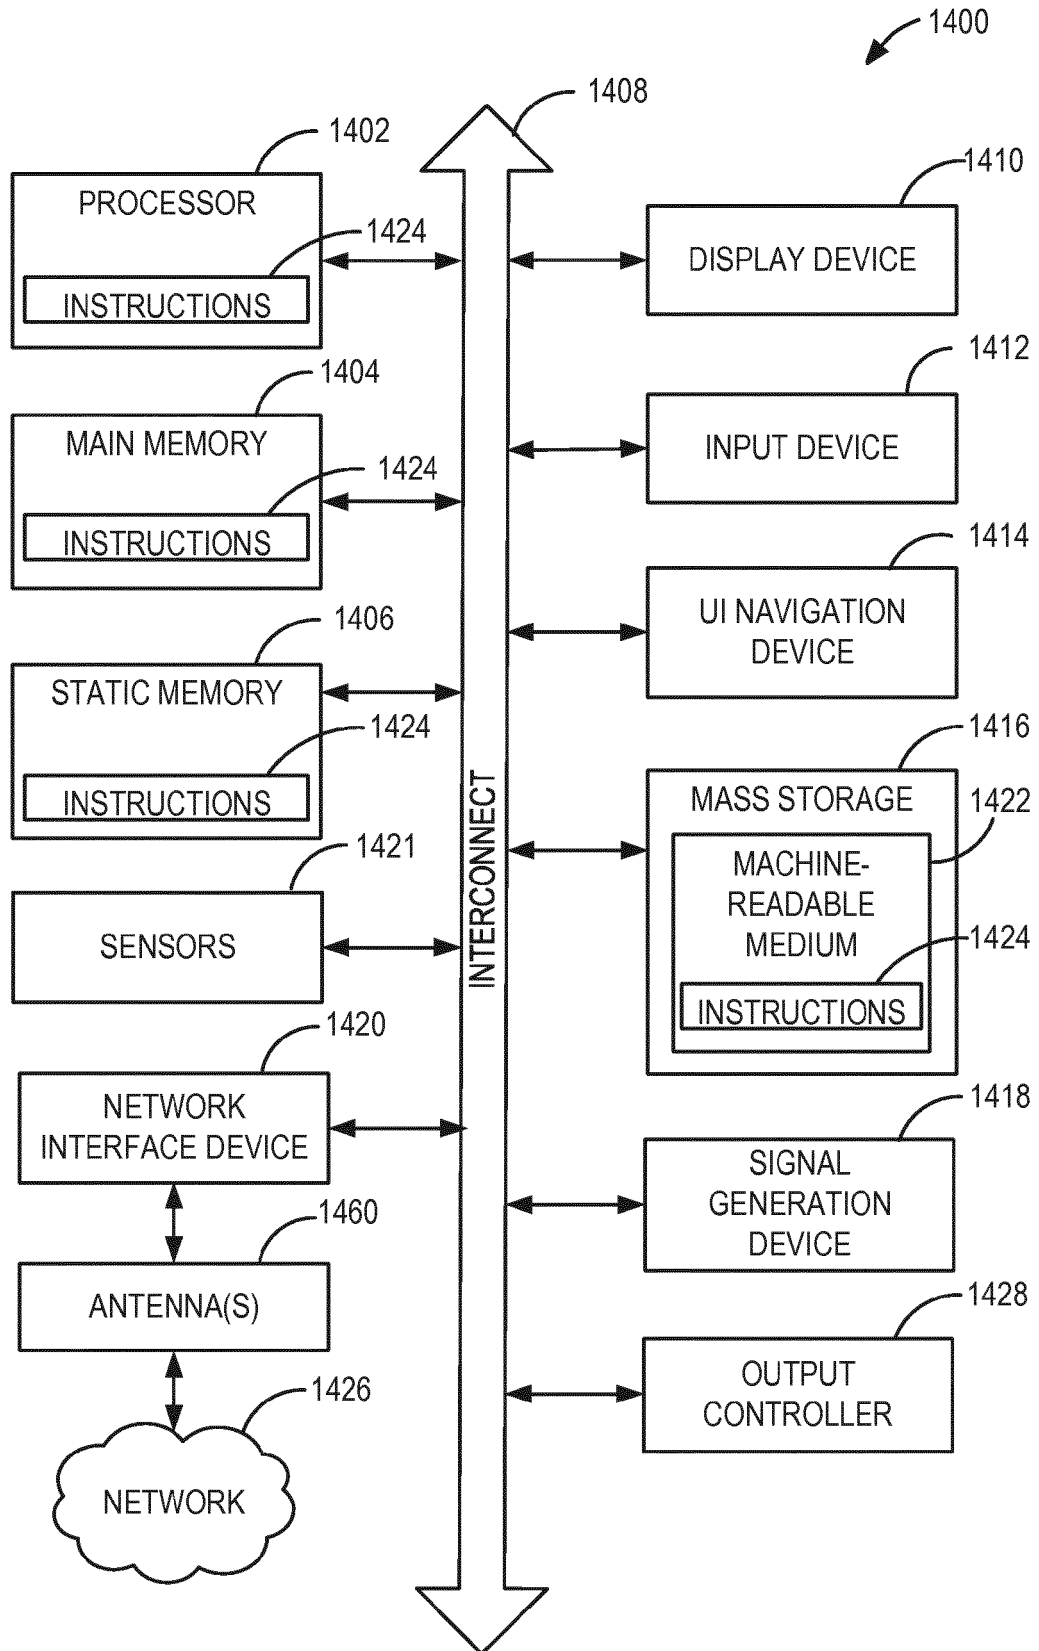 1400
1408
1402
PROCESSOR
1424
INSTRUCTIONS
1404
MAIN MEMORY
1424
INSTRUCTIONS
1406
STATIC MEMORY
1424
INSTRUCTIONS
1421
SENSORS
1420
NETWORK
INTERFACE DEVICE
1460
ANTENNA(S)
1426
NETWORK
INTERCONNECT
1410
DISPLAY DEVICE
1412
INPUT DEVICE
1414
UI NAVIGATION
DEVICE
1416
MASS STORAGE
1422
MACHINE-
READABLE
MEDIUM
1424
INSTRUCTIONS
1418
SIGNAL
GENERATION
DEVICE
1428
OUTPUT
CONTROLLER